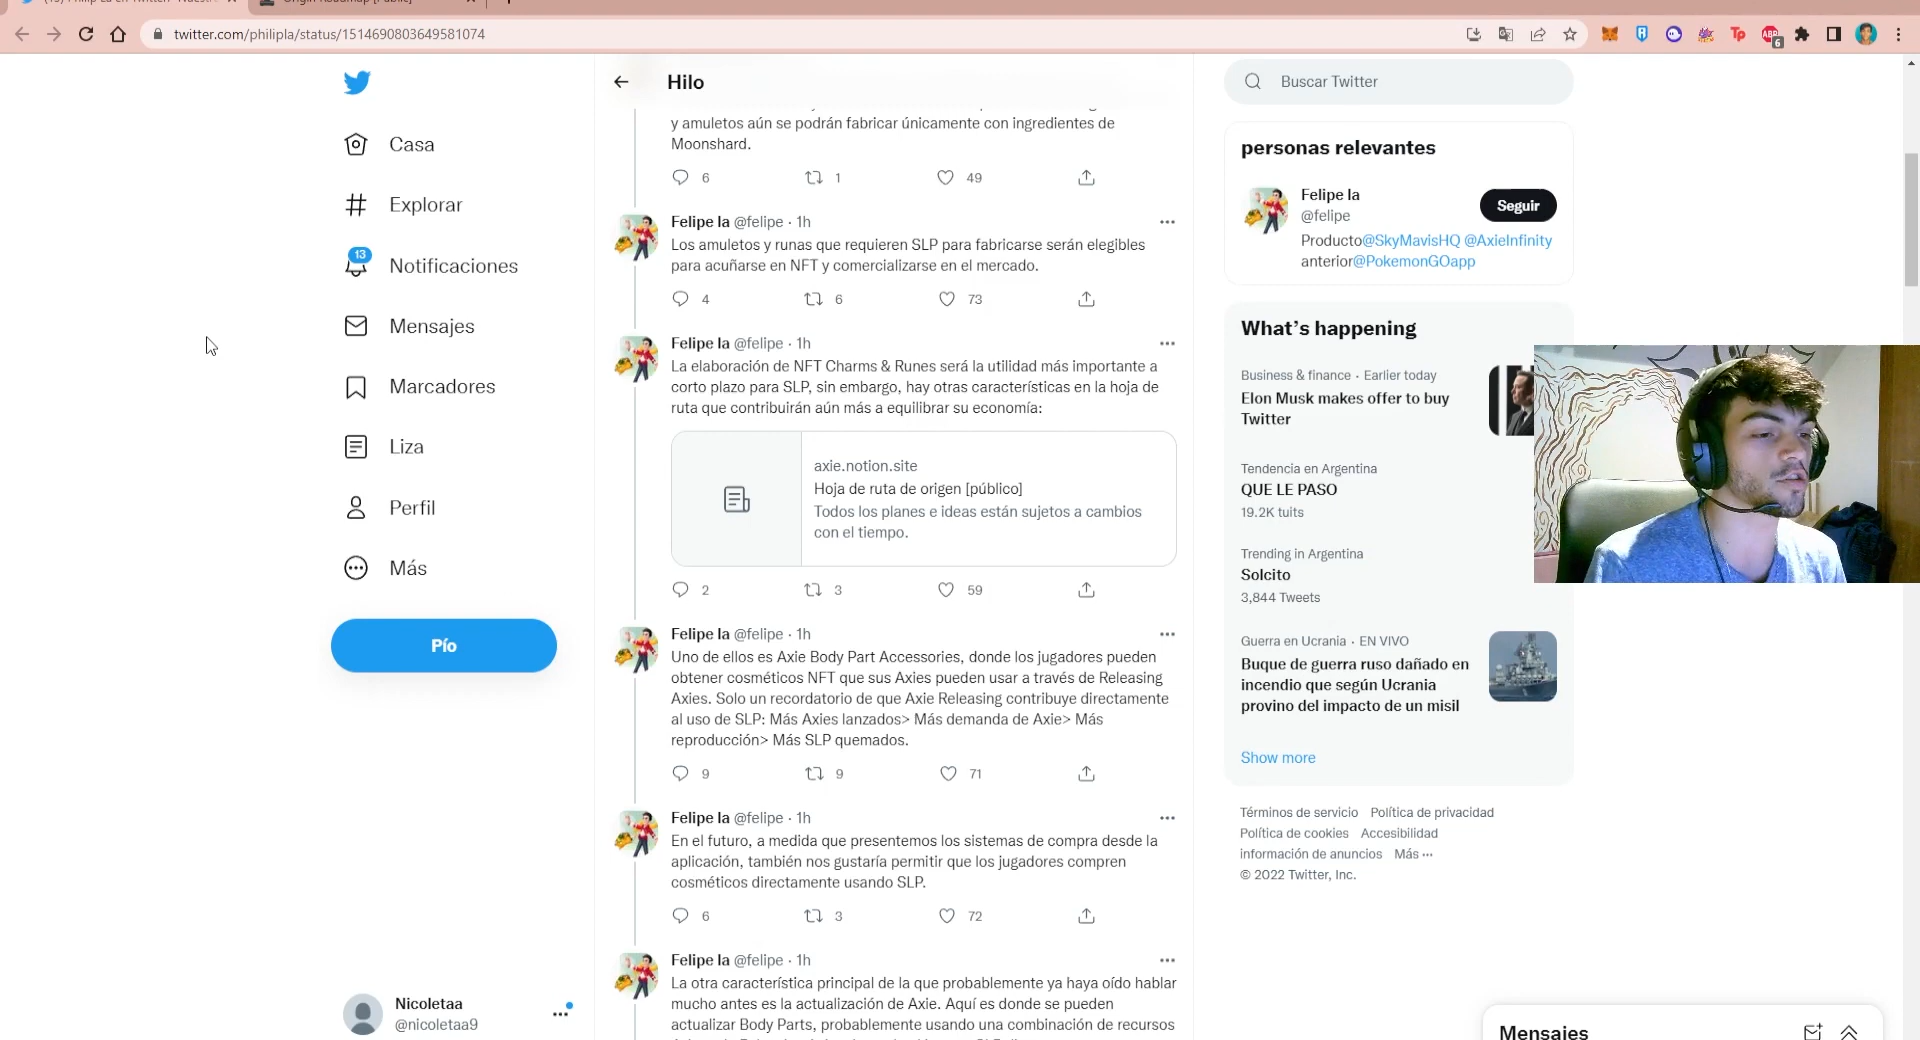 twitter.com/philipla/status/1514690803649581074
6
Hilo
Buscar Twitter
Casa
Explorar
13
Notificaciones
Mensajes
Marcadores
Liza
Perfil
Más
Pío
Nicoletaa
@nicoletaa9
y amuletos aún se podrán fabricar únicamente con ingredientes de
Moonshard.
6 1 49
Felipe la @felipe · 1h
Los amuletos y runas que requieren SLP para fabricarse serán elegibles
para acuñarse en NFT y comercializarse en el mercado.
4 6 73
Felipe la @felipe · 1h
La elaboración de NFT Charms & Runes será la utilidad más importante a
corto plazo para SLP, sin embargo, hay otras características en la hoja de
ruta que contribuirán aún más a equilibrar su economía:
axie.notion.site
Hoja de ruta de origen [público]
Todos los planes e ideas están sujetos a cambios
con el tiempo.
2 3 59
Felipe la @felipe · 1h
Uno de ellos es Axie Body Part Accessories, donde los jugadores pueden
obtener cosméticos NFT que sus Axies pueden usar a través de Releasing
Axies. Solo un recordatorio de que Axie Releasing contribuye directamente
al uso de SLP: Más Axies lanzados> Más demanda de Axie> Más
reproducción> Más SLP quemados.
9 9 71
Felipe la @felipe · 1h
En el futuro, a medida que presentemos los sistemas de compra desde la
aplicación, también nos gustaría permitir que los jugadores compren
cosméticos directamente usando SLP.
6 3 72
Felipe la @felipe · 1h
La otra característica principal de la que probablemente ya haya oído hablar
mucho antes es la actualización de Axie. Aquí es donde se pueden
actualizar Body Parts, probablemente usando una combinación de recursos
personas relevantes
Felipe la
@felipe
Seguir
Producto@SkyMavisHQ @AxieInfinity
anterior@PokemonGOapp
What's happening
Business & finance · Earlier today
Elon Musk makes offer to buy
Twitter
Tendencia en Argentina
QUE LE PASO
19.2K tuits
Trending in Argentina
Solcito
3,844 Tweets
Guerra en Ucrania · EN VIVO
Buque de guerra ruso dañado en
incendio que según Ucrania
provino del impacto de un misil
Show more
Términos de servicio Política de privacidad
Política de cookies Accesibilidad
información de anuncios Más ···
© 2022 Twitter, Inc.
Mensajes